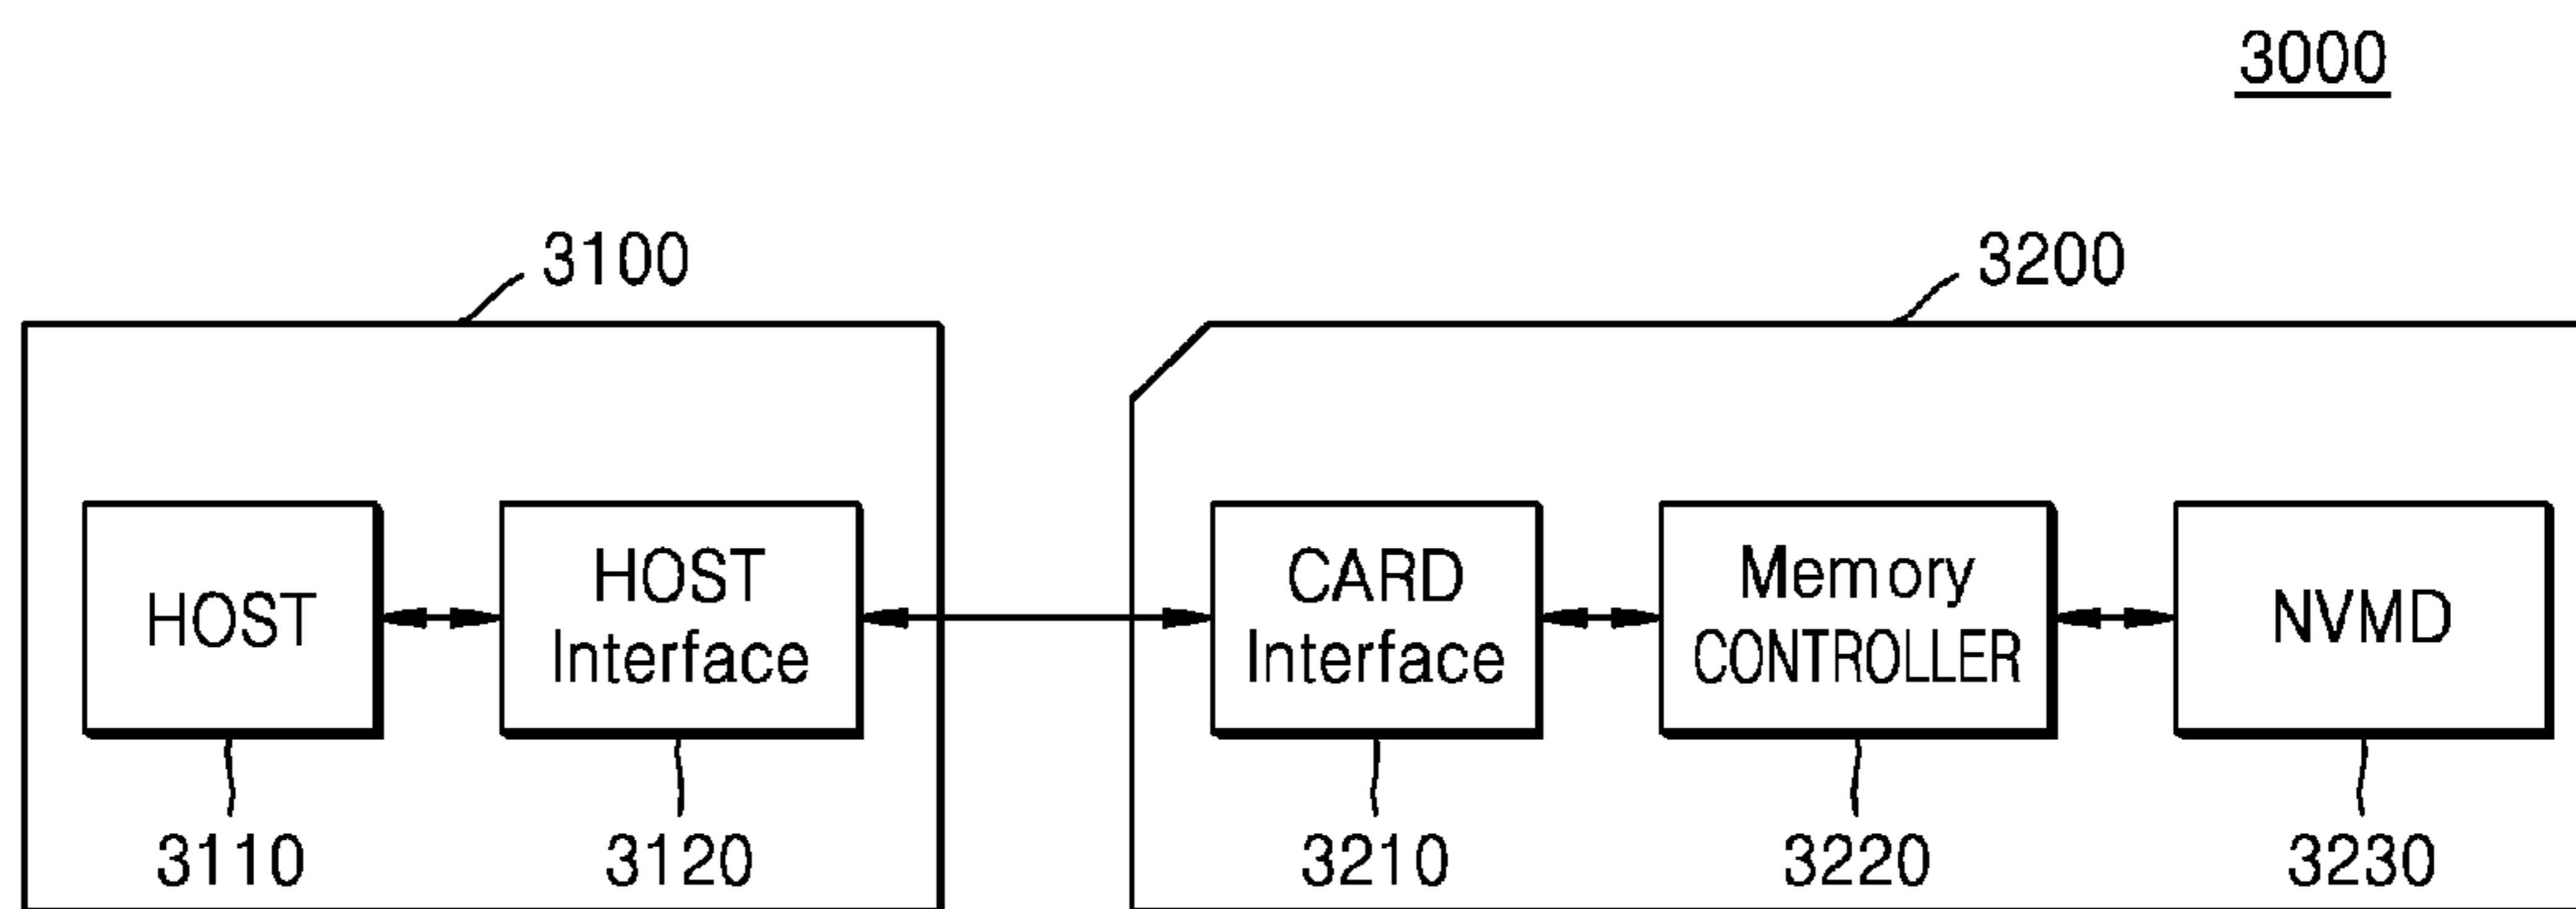 3000
3100
3200
HOST
HOST
Interface
CARD
Interface
Memory
CONTROLLER
NVMD
3110
3120
3210
3220
3230